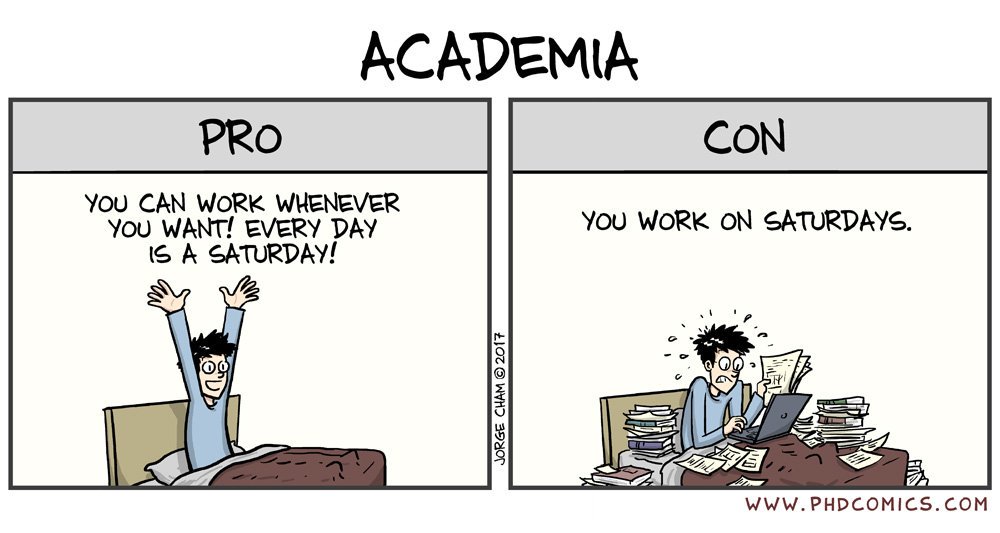 ACADEMIA
PRO
YOU CAN WORK WHENEVER
YOU WANT! EVERY DAY
IS A SATURDAY!
JORGE CHAM © 2017
CON
YOU WORK ON SATURDAYS.
WWW.PHDCOMICS.COM